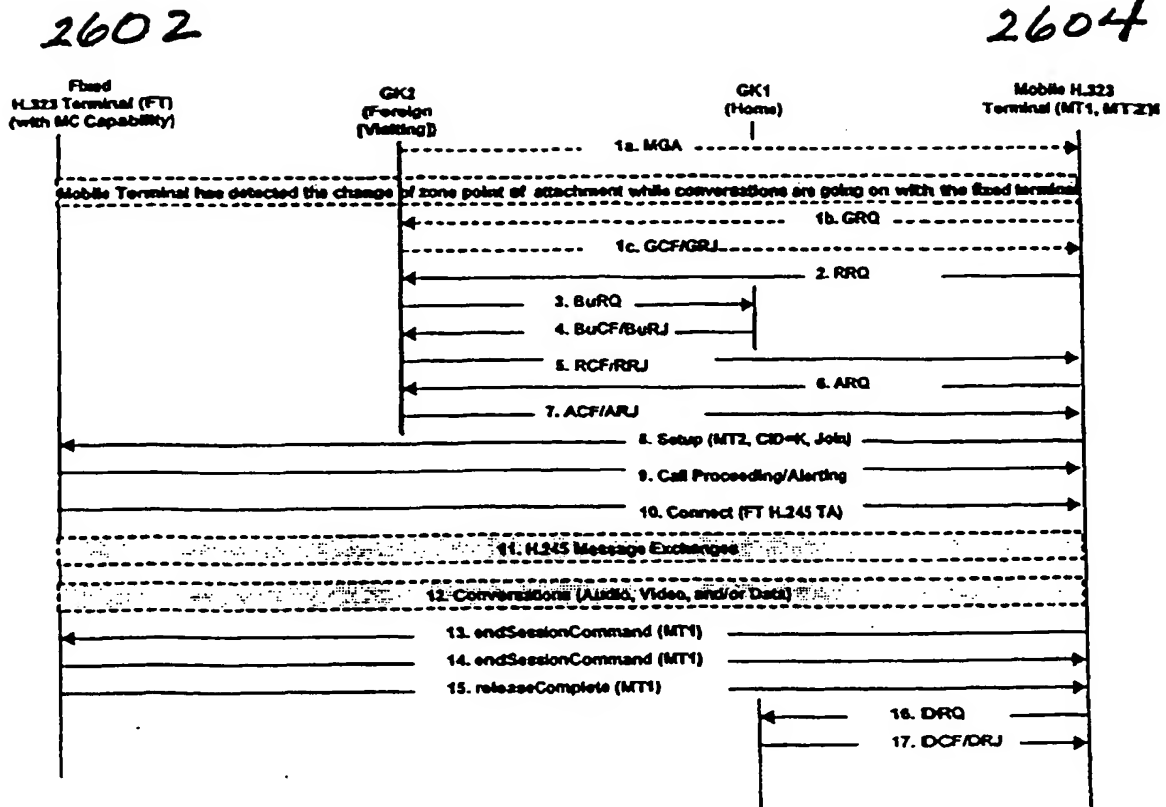 2602
2604
Fixed
H.323 Terminal (FT)
(with MC Capability)
GK2
(Foreign
[Visiting])
GK1
(Home)
Mobile H.323
Terminal (MT1, MT2)
1a. MGA
Mobile Terminal has detected the change of zone point of attachment while conversations are going on with the fixed terminal
1b. GRQ
1c. GCF/GRJ
2. RRQ
3. BuRQ
4. BuCF/BuRJ
5. RCF/RRJ
6. ARQ
7. ACF/ARJ
8. Setup (MT2, CID=K, Join)
9. Call Proceeding/Alerting
10. Connect (FT H.245 TA)
11. H.245 Message Exchanges
12. Conversations (Audio, Video, and/or Data)
13. endSessionCommand (MT1)
14. endSessionCommand (MT1)
15. releaseComplete (MT1)
16. DRQ
17. DCF/DRJ